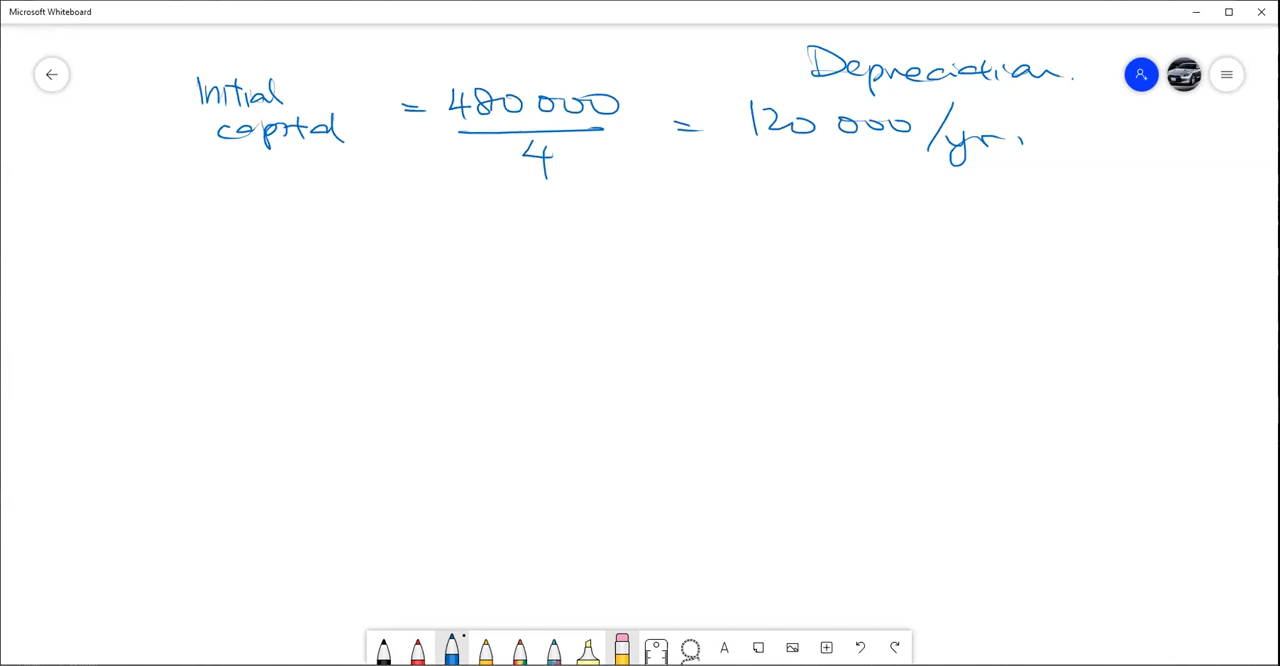 Microsoft Whiteboard
Depreciation.
Initial capital = 480 000 / 4 = 120 000 /yr.